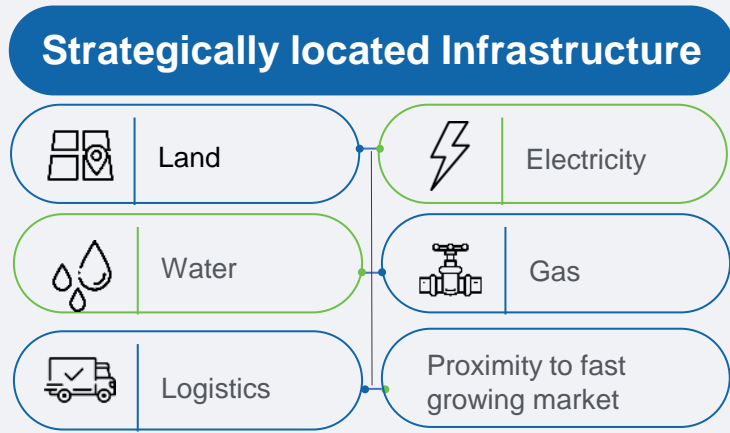 Strategically located Infrastructure
Land
Electricity
Water
Gas
Logistics
Proximity to fast
growing market